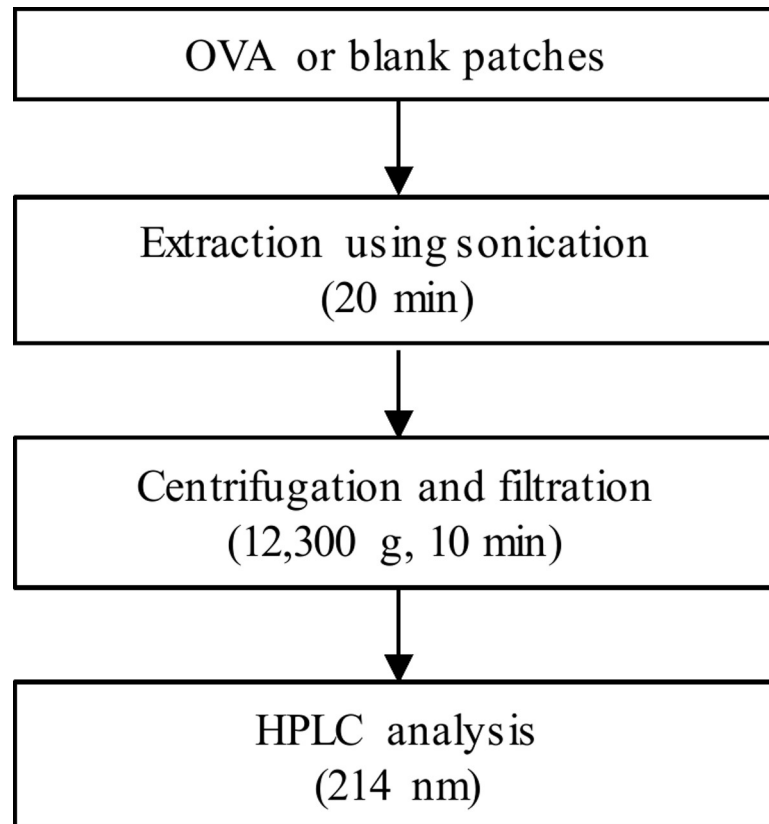 OVA or blank patches
Extraction using sonication
(20 min)
Centrifugation and filtration
(12,300 g, 10 min)
HPLC analysis
(214 nm)